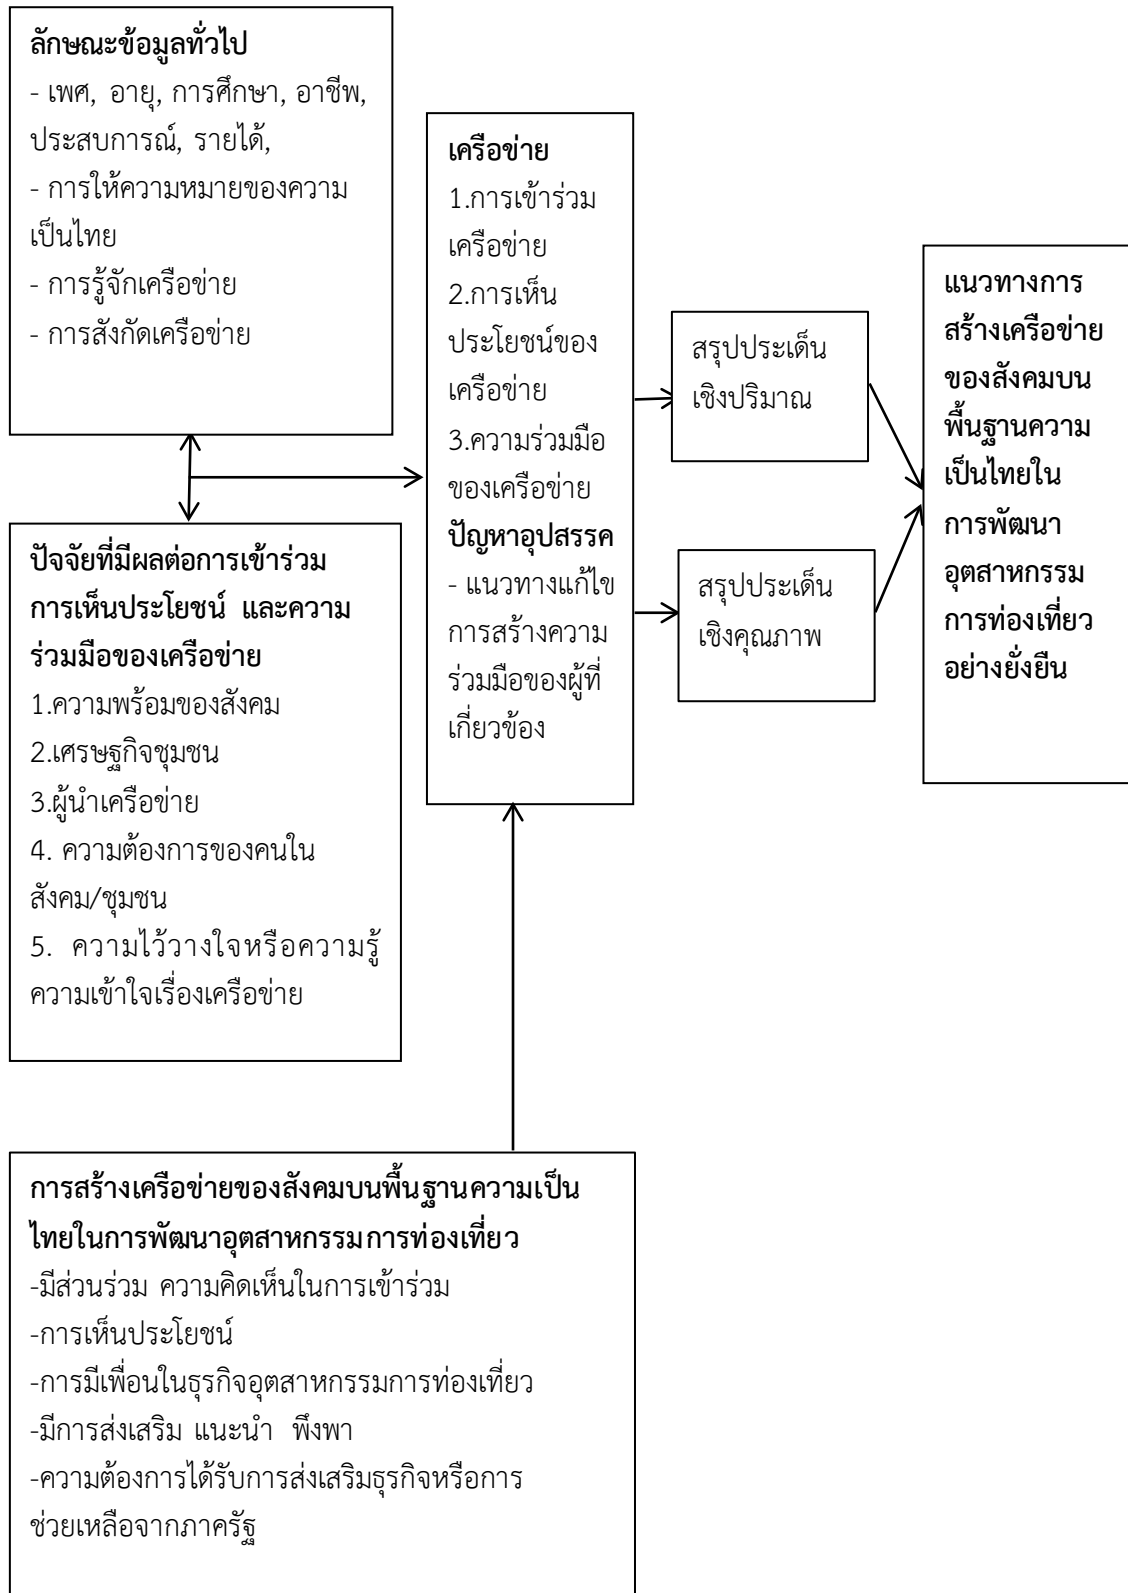 ลักษณะข้อมูลทั่วไป
- เพศ, อายุ, การศึกษา, อาชีพ,
ประสบการณ์, รายได้,
- การให้ความหมายของความ
เป็นไทย
- การรู้จักเครือข่าย
- การสังกัดเครือข่าย
ปัจจัยที่มีผลต่อการเข้าร่วม
การเห็นประโยชน์ และความ
ร่วมมือของเครือข่าย
1.ความพร้อมของสังคม
2.เศรษฐกิจชุมชน
3.ผู้นำเครือข่าย
4. ความต้องการของคนใน
สังคม/ชุมชน
5. ความไว้วางใจหรือความรู้
ความเข้าใจเรื่องเครือข่าย
เครือข่าย
1.การเข้าร่วม
เครือข่าย
2.การเห็น
ประโยชน์ของ
เครือข่าย
3.ความร่วมมือ
ของเครือข่าย
ปัญหาอุปสรรค
- แนวทางแก้ไข
การสร้างความ
ร่วมมือของผู้ที่
เกี่ยวข้อง
สรุปประเด็น
เชิงปริมาณ
สรุปประเด็น
เชิงคุณภาพ
แนวทางการ
สร้างเครือข่าย
ของสังคมบน
พื้นฐานความ
เป็นไทยใน
การพัฒนา
อุตสาหกรรม
การท่องเที่ยว
อย่างยั่งยืน
การสร้างเครือข่ายของสังคมบนพื้นฐานความเป็น
ไทยในการพัฒนาอุตสาหกรรมการท่องเที่ยว
-มีส่วนร่วม ความคิดเห็นในการเข้าร่วม
-การเห็นประโยชน์
-การมีเพื่อนในธุรกิจอุตสาหกรรมการท่องเที่ยว
-มีการส่งเสริม แนะนำ พึงพา
-ความต้องการได้รับการส่งเสริมธุรกิจหรือการ
ช่วยเหลือจากภาครัฐ